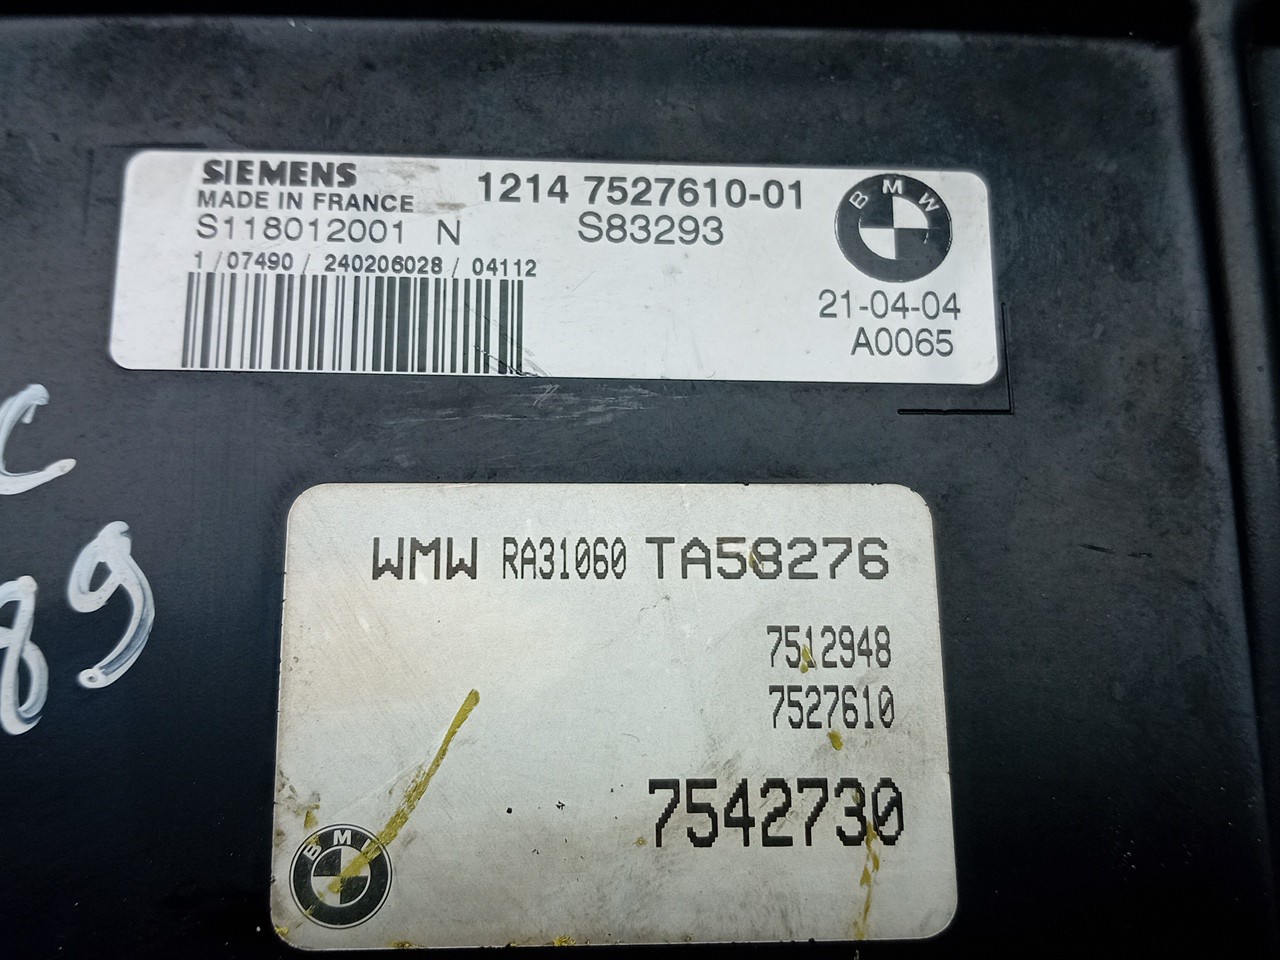 SIEMENS
MADE IN FRANCE
1214 7527610-01
S118012001 N
S83293
1 / 07490 / 240206028 / 04112
BMW
21-04-04
A0065
C
89
WMW RA31060 TA58276
7512948
7527610
7542730
BMW